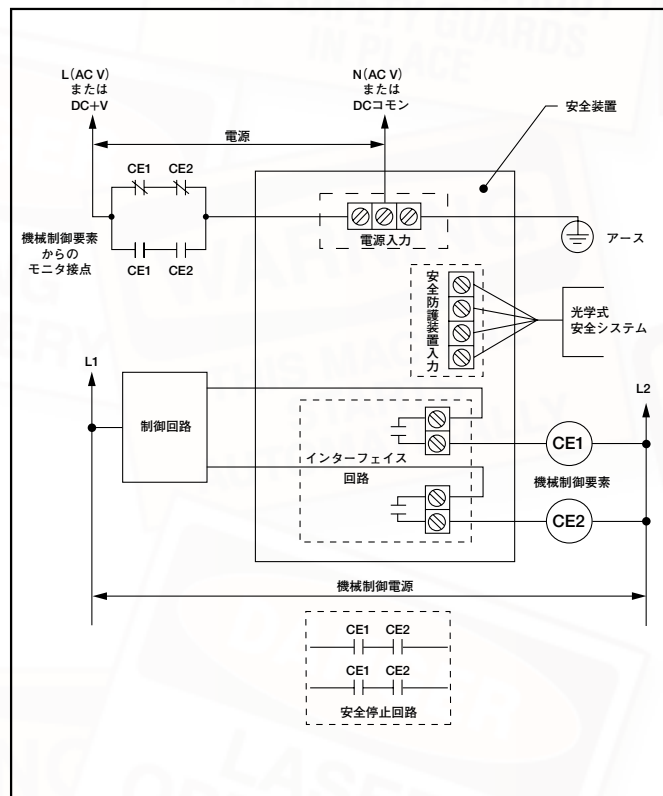 SAFETY GUARDS
IN PLACE
L(AC V)
または
DC+V
N(AC V)
または
DCコモン
安全装置
電源
CE1 CE2
CE1 CE2
機械制御要素
からの
モニタ接点
電源入力
アース
安全防護装置入力
光学式
安全システム
L1
L2
制御回路
インターフェイス
回路
CE1
機械制御要素
CE2
機械制御電源
CE1 CE2
CE1 CE2
安全停止回路